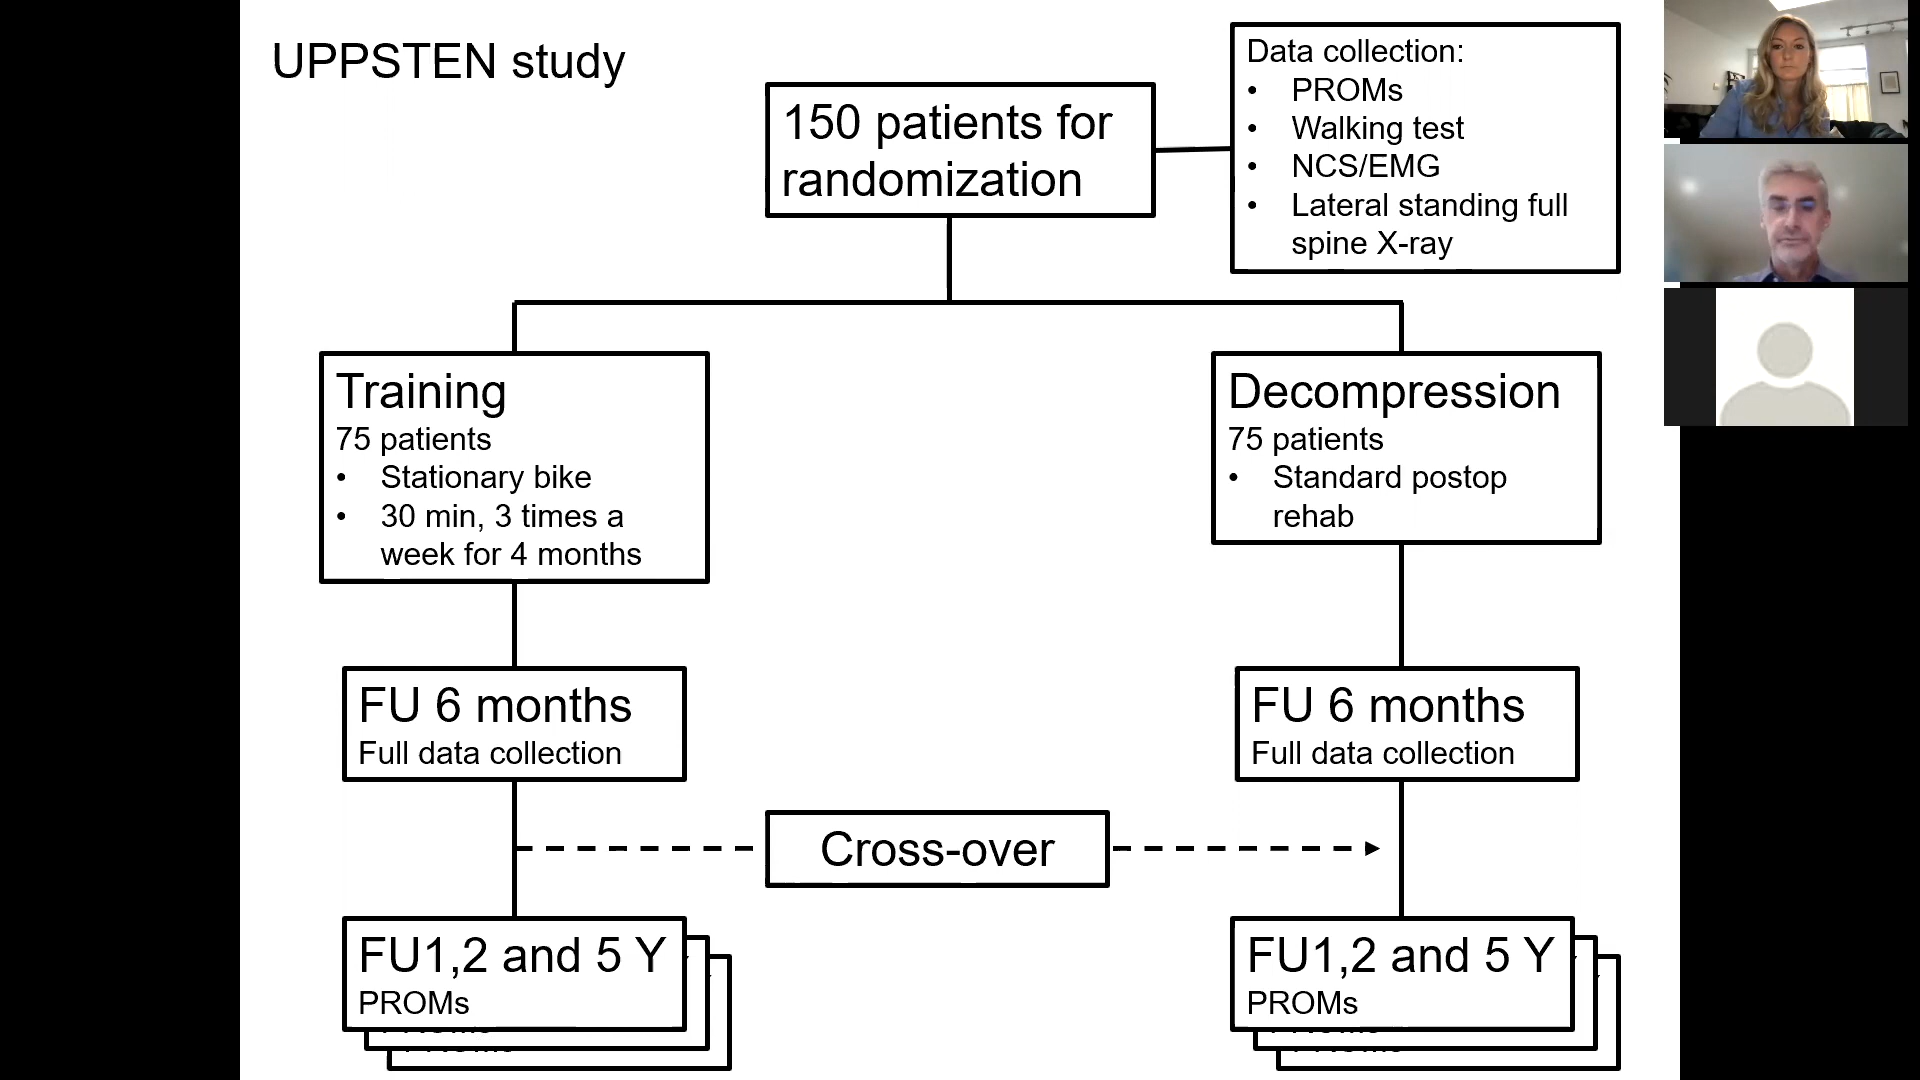 UPPSTEN study
150 patients for
randomization
Data collection:
• PROMs
• Walking test
• NCS/EMG
• Lateral standing full
spine X-ray
Training
75 patients
• Stationary bike
• 30 min, 3 times a
week for 4 months
Decompression
75 patients
• Standard postop
rehab
FU 6 months
Full data collection
FU 6 months
Full data collection
Cross-over
FU1,2 and 5 Y
PROMs
FU1,2 and 5 Y
PROMs